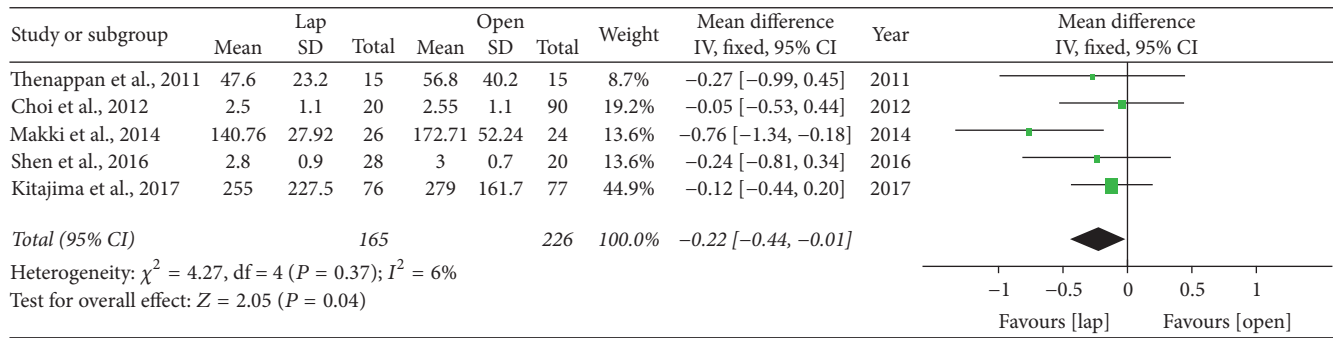 Study or subgroup Lap Open Weight Mean difference Year Mean difference
Mean SD Total Mean SD Total IV, fixed, 95% CI IV, fixed, 95% CI
Thenappan et al., 2011 47.6 23.2 15 56.8 40.2 15 8.7% −0.27 [−0.99, 0.45] 2011
Choi et al., 2012 2.5 1.1 20 2.55 1.1 90 19.2% −0.05 [−0.53, 0.44] 2012
Makki et al., 2014 140.76 27.92 26 172.71 52.24 24 13.6% −0.76 [−1.34, −0.18] 2014
Shen et al., 2016 2.8 0.9 28 3 0.7 20 13.6% −0.24 [−0.81, 0.34] 2016
Kitajima et al., 2017 255 227.5 76 279 161.7 77 44.9% −0.12 [−0.44, 0.20] 2017
Total (95% CI) 165 226 100.0% −0.22 [−0.44, −0.01]
Heterogeneity: χ² = 4.27, df = 4 (P = 0.37); I² = 6%
Test for overall effect: Z = 2.05 (P = 0.04)
−1 −0.5 0 0.5 1
Favours [lap] Favours [open]